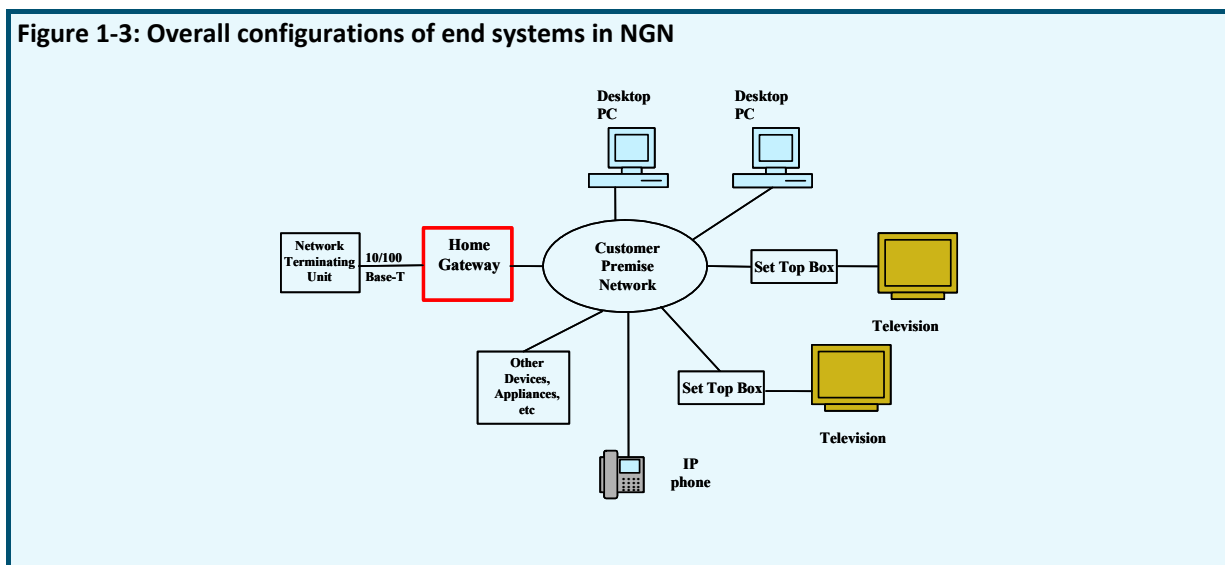 Figure 1-3: Overall configurations of end systems in NGN
Desktop
PC
Desktop
PC
Network
Terminating
Unit
10/100
Base-T
Home
Gateway
Customer
Premise
Network
Set Top Box
Television
Other
Devices,
Appliances,
etc
Set Top Box
Television
IP
phone